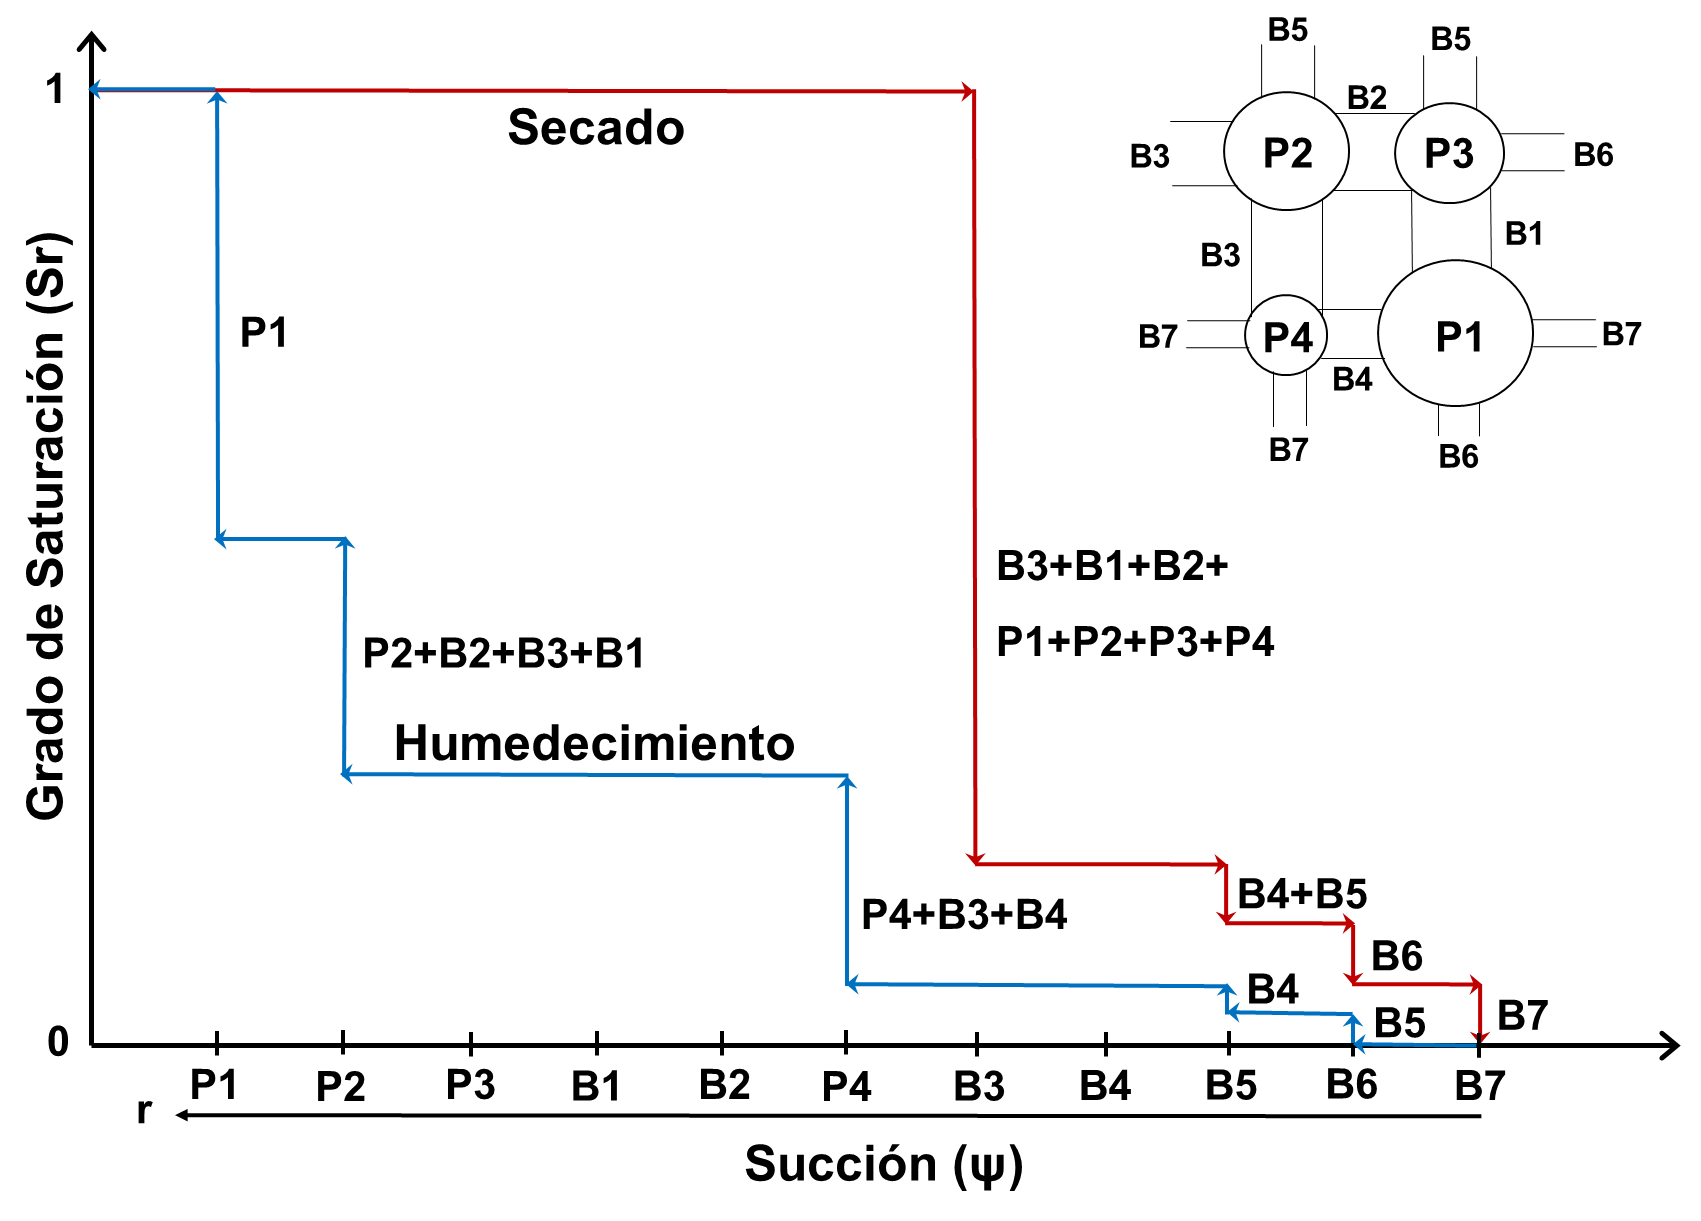 Grado de Saturación (Sr)
1
0
Secado
P1
P2+B2+B3+B1
Humedecimiento
P4+B3+B4
B3+B1+B2+
P1+P2+P3+P4
B4+B5
B6
B7
B4
B5
B5
B5
B2
P2
P3
B3
B6
B3
B1
B7
P4
P1
B7
B4
B7
B6
P1
P2
P3
B1
B2
P4
B3
B4
B5
B6
B7
r
Succión (ψ)